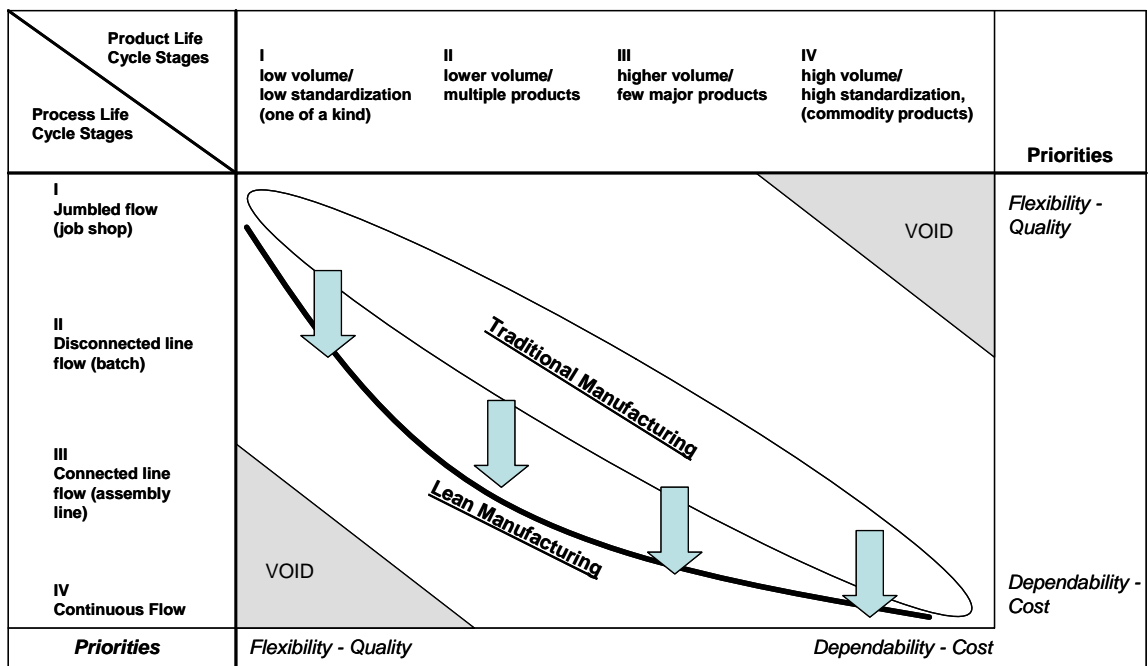 Product Life
Cycle Stages
Process Life
Cycle Stages
I
low volume/
low standardization
(one of a kind)
II
lower volume/
multiple products
III
higher volume/
few major products
IV
high volume/
high standardization,
(commodity products)
Priorities
I
Jumbled flow
(job shop)
II
Disconnected line
flow (batch)
III
Connected line
flow (assembly
line)
IV
Continuous Flow
VOID
Traditional Manufacturing
Lean Manufacturing
VOID
Flexibility -
Quality
Dependability -
Cost
Priorities
Flexibility - Quality
Dependability - Cost